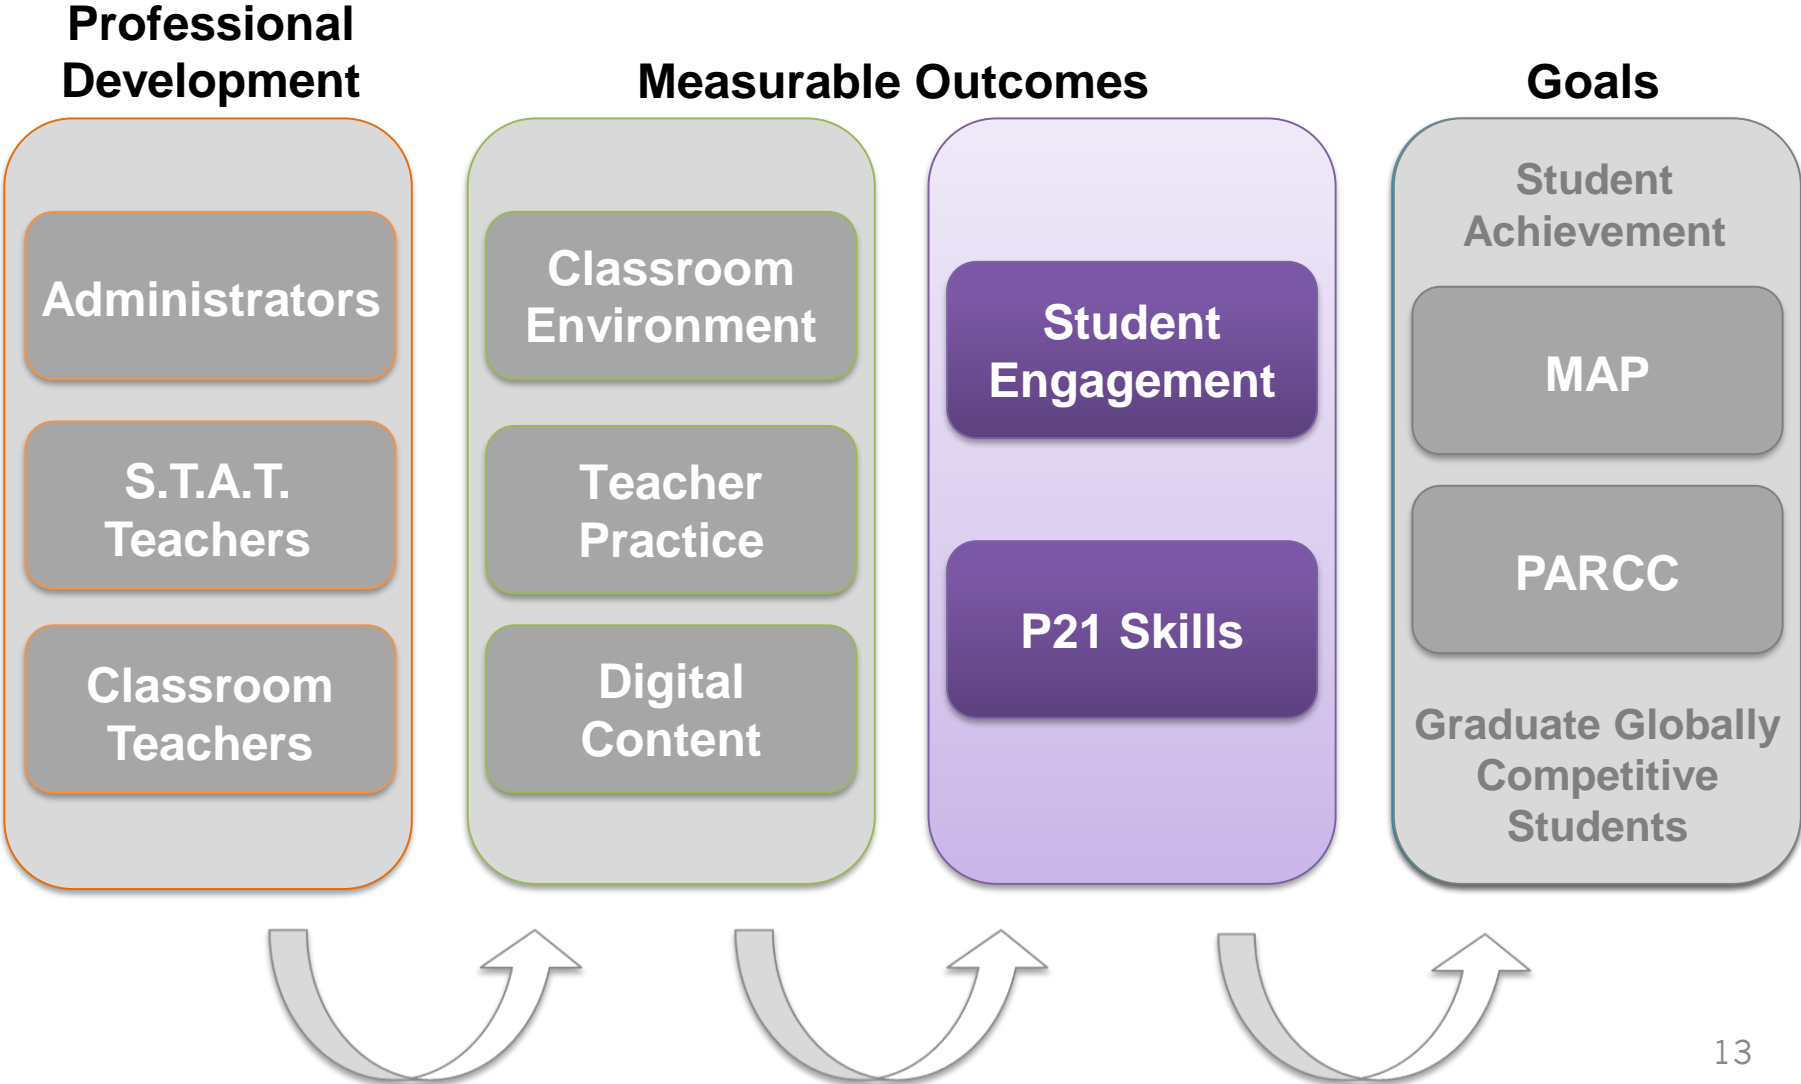 Professional
Development
Measurable Outcomes
Goals
Administrators
S.T.A.T.
Teachers
Classroom
Teachers
Classroom
Environment
Teacher
Practice
Digital
Content
Student
Engagement
P21 Skills
Student
Achievement
MAP
PARCC
Graduate Globally
Competitive
Students
13